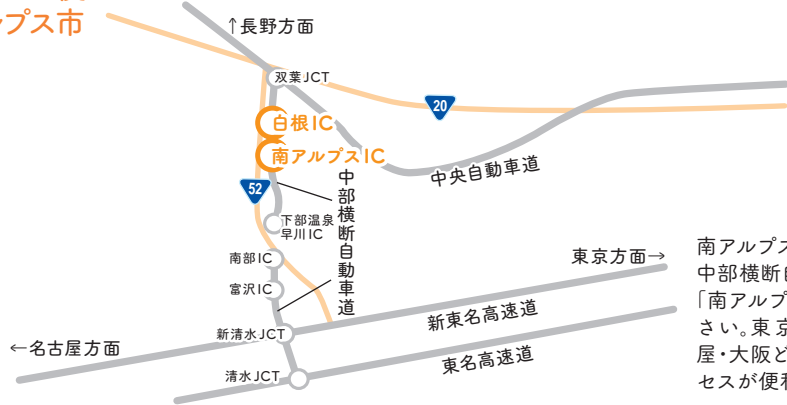 プス市
↑長野方面
双葉JCT
20
白根IC
南アルプスIC
中央自動車道
52
中部横断自動車道
下部温泉
早川IC
南部IC
富沢IC
東京方面→
新東名高速道
新清水JCT
←名古屋方面
東名高速道
清水JCT
南アルプス
中部横断自
「南アルプ
さい。東京
屋・大阪ど
セスが便利